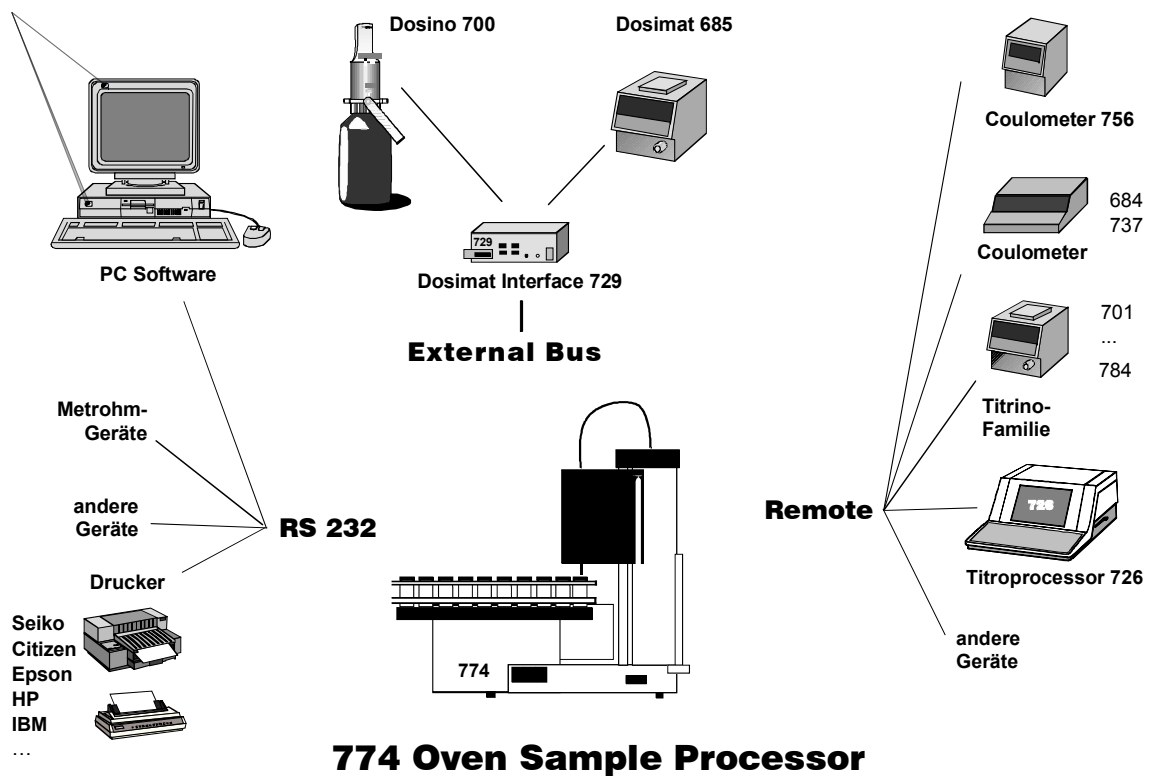 Dosino 700
Dosimat 685
Coulometer 756
684
737
Coulometer
PC Software
729
Dosimat Interface 729
External Bus
701
...
784
Titrino-
Familie
Metrohm-
Geräte
andere
Geräte
RS 232
Drucker
Seiko
Citizen
Epson
HP
IBM
...
Remote
726
Titroprocessor 726
andere
Geräte
774
774 Oven Sample Processor